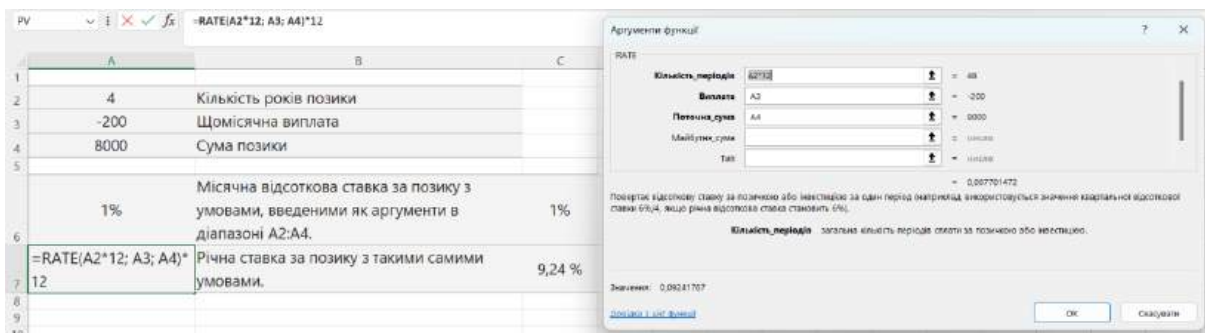 PV
fx =RATE(A2*12; A3; A4)*12
A B C
1
2 4 Кількість років позики
3 -200 Щомісячна виплата
4 8000 Сума позики
5
6 1% Місячна відсоткова ставка за позику з умовами, введеними як аргументи в діапазоні A2:A4. 1%
7 =RATE(A2*12; A3; A4)*12 Річна ставка за позику з такими самими умовами. 9,24 %
8
9
Аргументи функції ? ×
RATE
Кількість_періодів A2*12 = 48
Виплата A3 = -200
Поточна_сума A4 = 8000
Майбутня_сума = число
Тип = число
= 0,007701472
Повертає відсоткову ставку за позичкою або інвестицією за один період (наприклад, використовується значення квартальної відсоткової
ставки 6%/4, якщо річна відсоткова ставка становить 6%).
Кількість_періодів загальна кількість періодів сплати за позичкою або інвестицією.
Значення: 0,09241767
Довідка з цієї функції
OK Скасувати